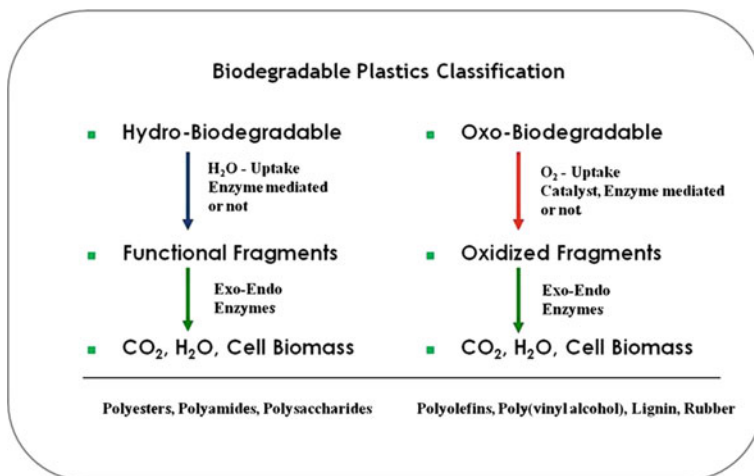 Biodegradable Plastics Classification
Hydro-Biodegradable
H₂O - Uptake
Enzyme mediated
or not
Functional Fragments
Exo-Endo
Enzymes
CO₂, H₂O, Cell Biomass
Polyesters, Polyamides, Polysaccharides
Oxo-Biodegradable
O₂ - Uptake
Catalyst, Enzyme mediated
or not.
Oxidized Fragments
Exo-Endo
Enzymes
CO₂, H₂O, Cell Biomass
Polyolefins, Poly(vinyl alcohol), Lignin, Rubber